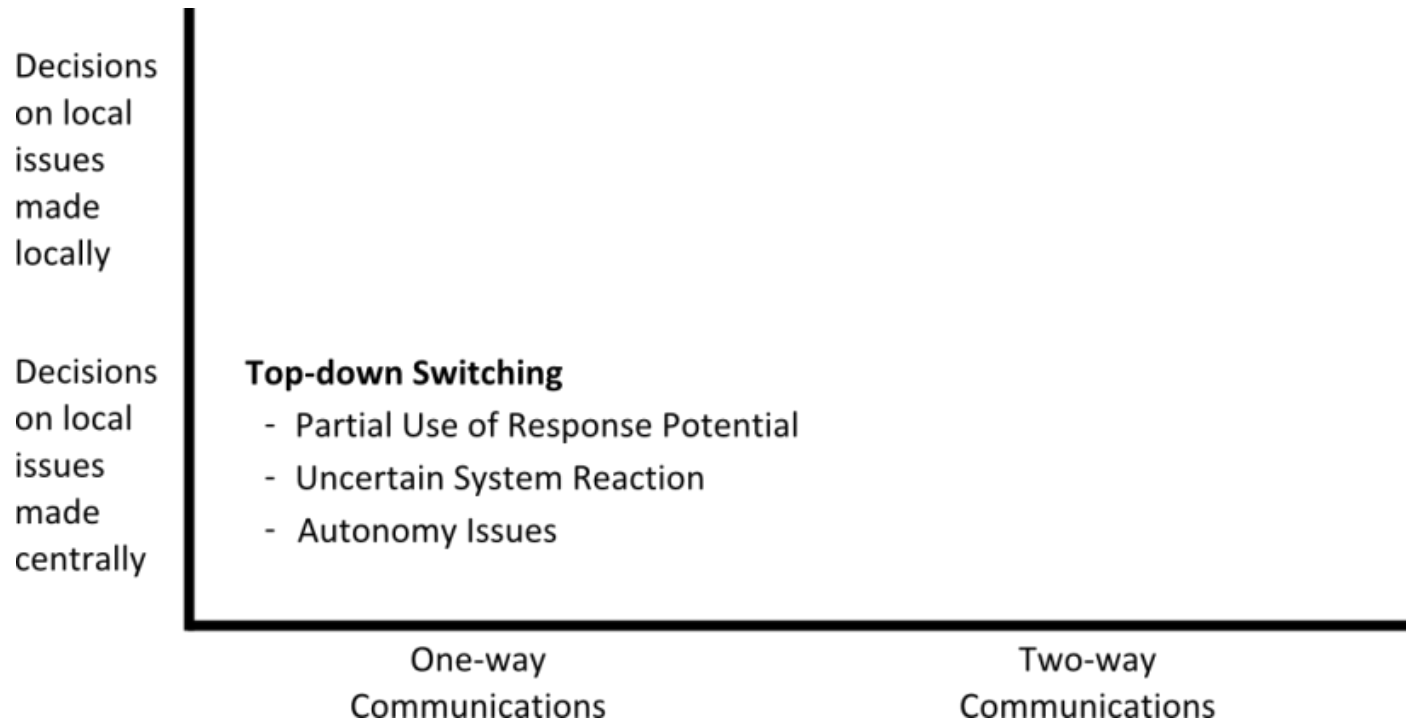 Decisions
on local
issues
made
locally
Decisions
on local
issues
made
centrally
Top-down Switching
- Partial Use of Response Potential
- Uncertain System Reaction
- Autonomy Issues
One-way
Communications
Two-way
Communications